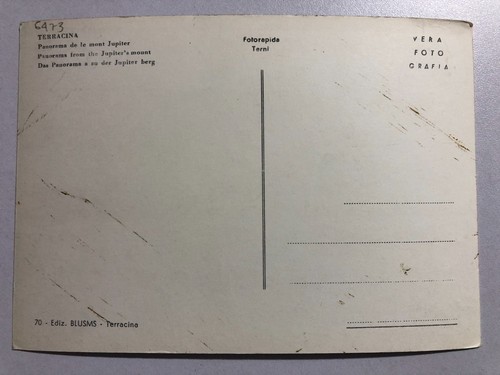 6473
TERRACINA
Panorama de la mont Jupiter
Panorama from the Jupiter's mount
Das Panorama a zu der Jupiter berg
Fotorapida
Terni
VERA
FOTO
GRAFIA
70 - Ediz. BLUSMS - Terracina